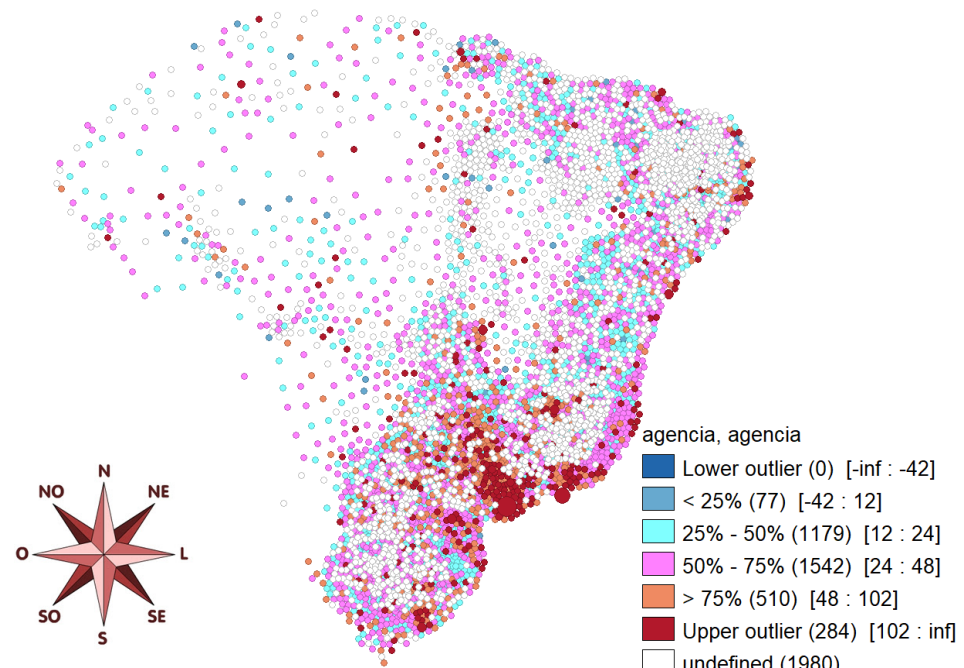 N
NO NE
O L
SO SE
S
agencia, agencia
Lower outlier (0) [-inf : -42]
< 25% (77) [-42 : 12]
25% - 50% (1179) [12 : 24]
50% - 75% (1542) [24 : 48]
> 75% (510) [48 : 102]
Upper outlier (284) [102 : inf]
undefined (1980)